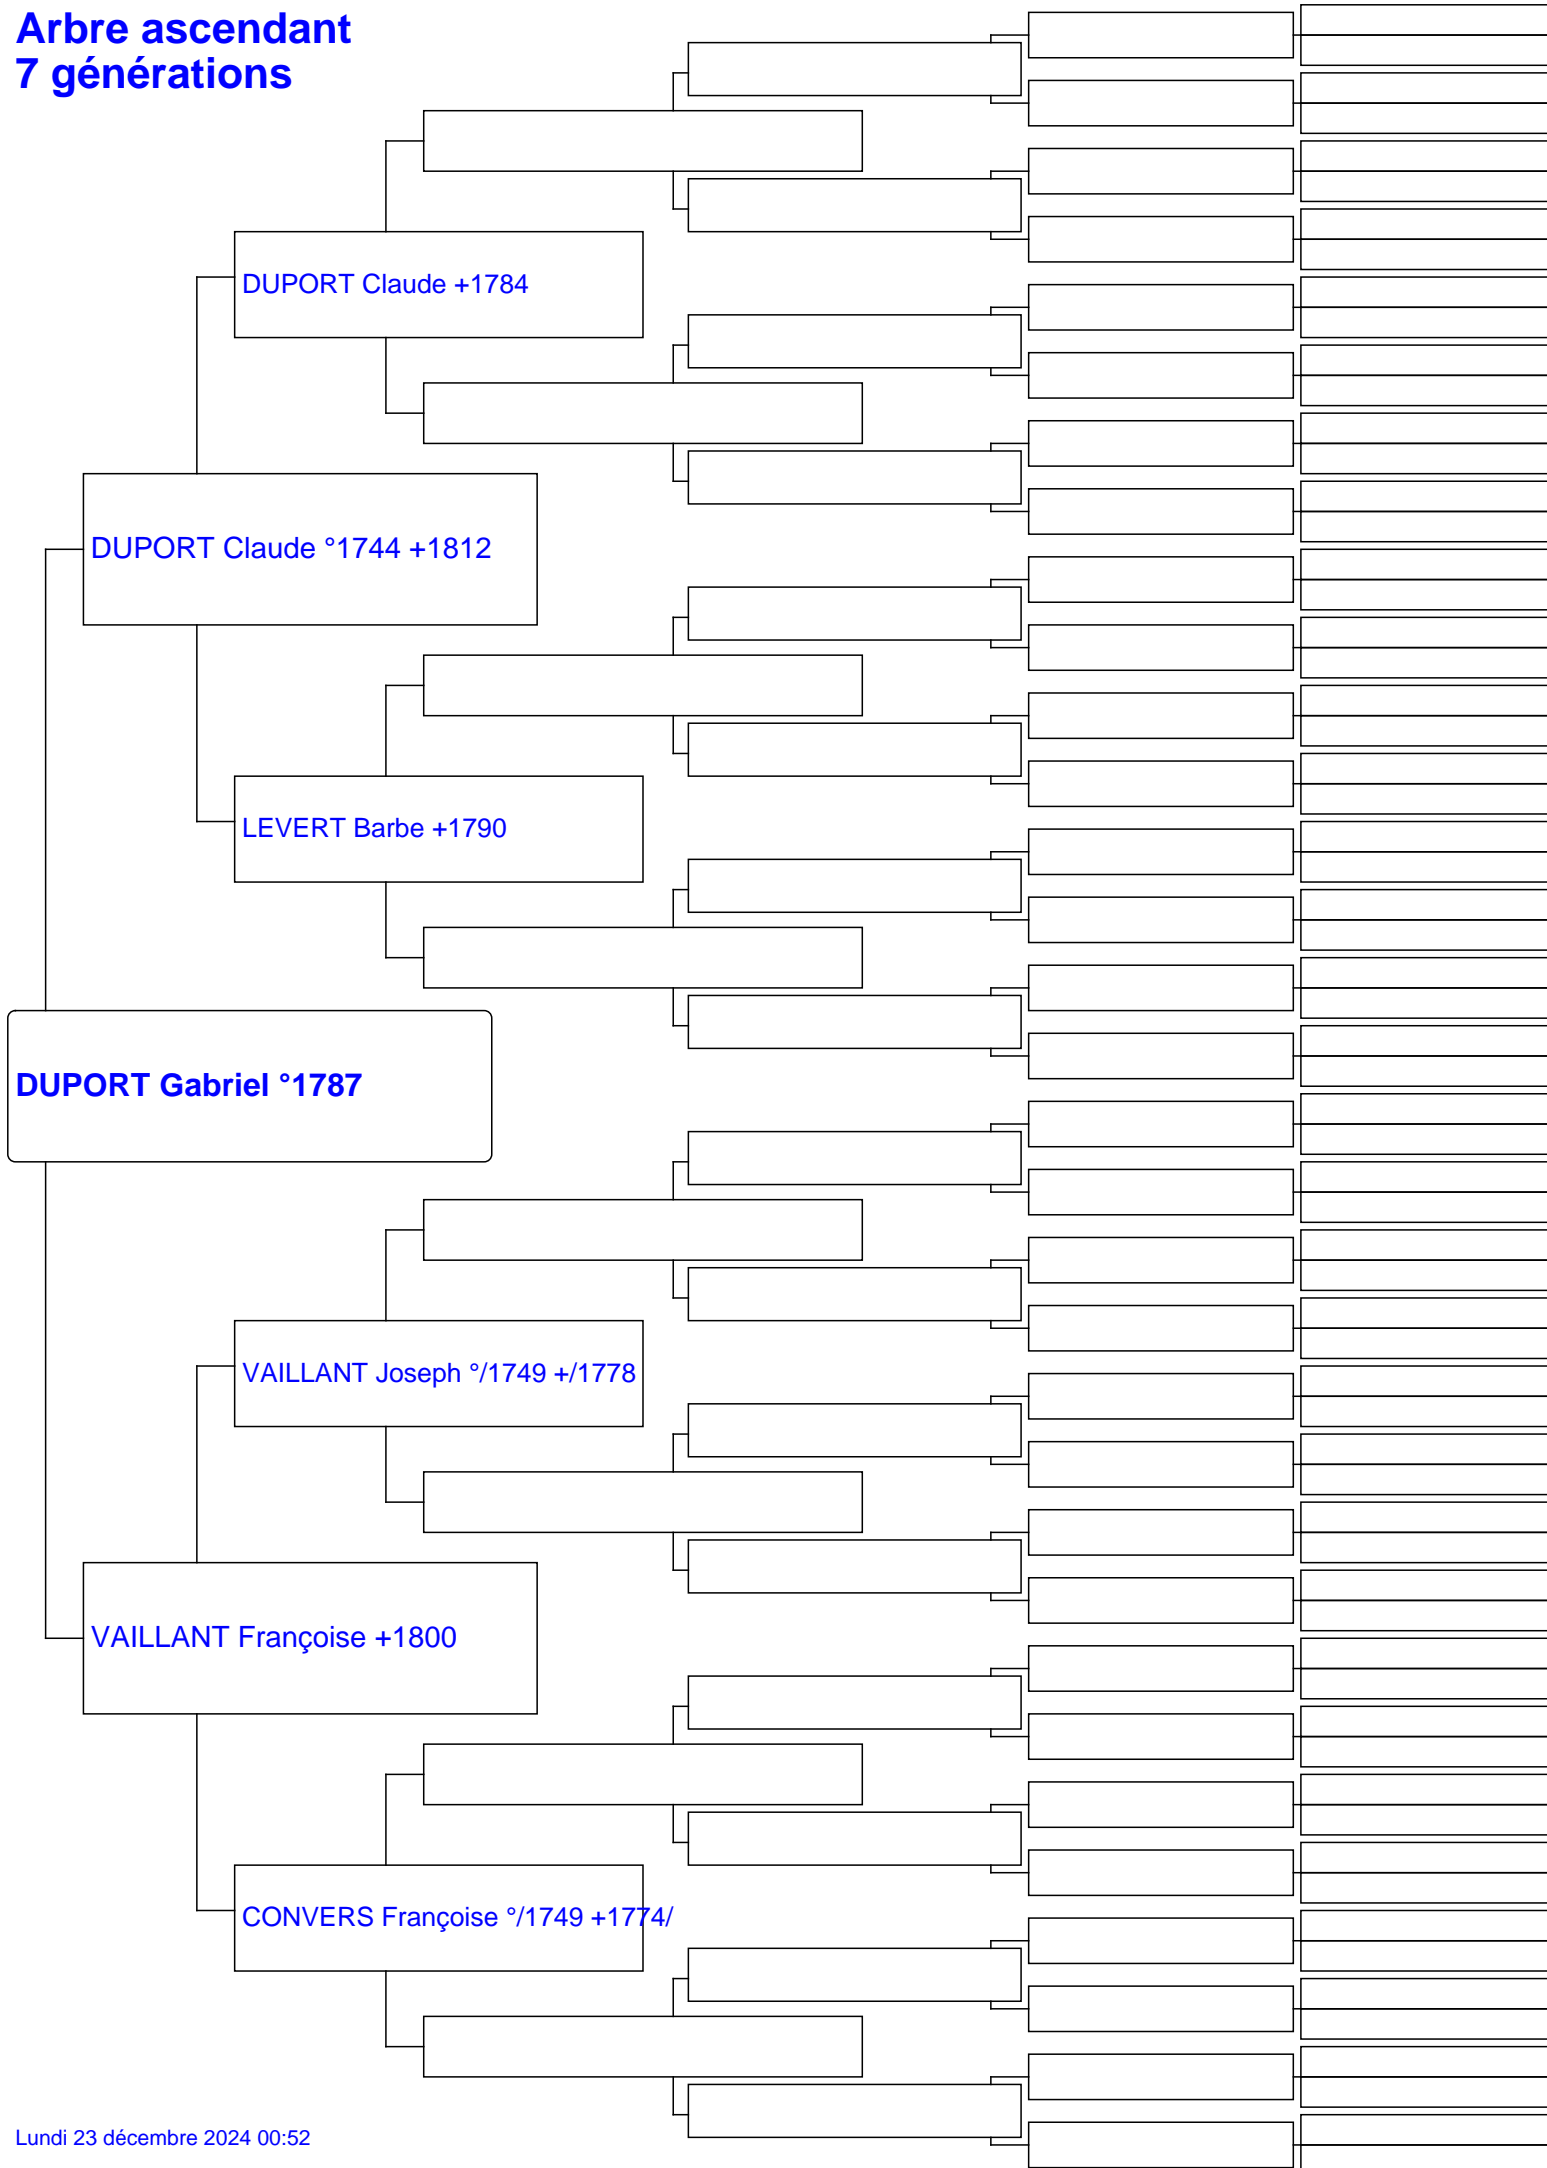 Arbre ascendant
7 générations
DUPORT Claude +1784
DUPORT Claude °1744 +1812
LEVERT Barbe +1790
DUPORT Gabriel °1787
VAILLANT Joseph °/1749 +/1778
VAILLANT Françoise +1800
CONVERS Françoise °/1749 +1774/
Lundi 23 décembre 2024 00:52